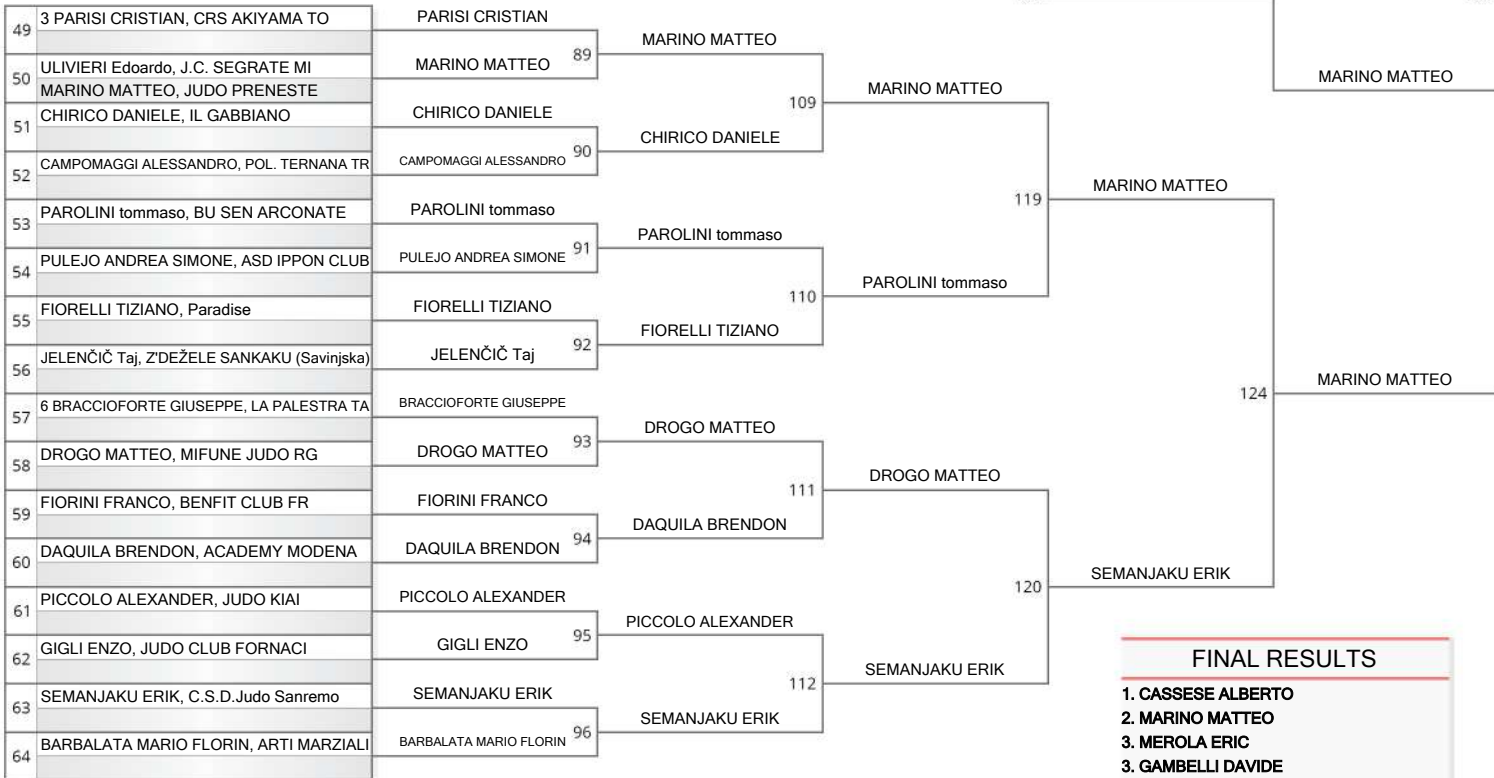 49
3 PARISI CRISTIAN, CRS AKIYAMA TO
50
ULIVIERI Edoardo, J.C. SEGRATE MI
MARINO MATTEO, JUDO PRENESTE
51
CHIRICO DANIELE, IL GABBIANO
52
CAMPOMAGGI ALESSANDRO, POL. TERNANA TR
53
PAROLINI tommaso, BU SEN ARCONATE
54
PULEJO ANDREA SIMONE, ASD IPPON CLUB
55
FIORELLI TIZIANO, Paradise
56
JELENČIČ Taj, Z'DEŽELE SANKAKU (Savinjska)
57
6 BRACCIOFORTE GIUSEPPE, LA PALESTRA TA
58
DROGO MATTEO, MIFUNE JUDO RG
59
FIORINI FRANCO, BENFIT CLUB FR
60
DAQUILA BRENDON, ACADEMY MODENA
61
PICCOLO ALEXANDER, JUDO KIAI
62
GIGLI ENZO, JUDO CLUB FORNACI
63
SEMANJAKU ERIK, C.S.D.Judo Sanremo
64
BARBALATA MARIO FLORIN, ARTI MARZIALI
PARISI CRISTIAN
89
MARINO MATTEO
CHIRICO DANIELE
90
CAMPOMAGGI ALESSANDRO
PAROLINI tommaso
91
PULEJO ANDREA SIMONE
FIORELLI TIZIANO
92
JELENČIČ Taj
BRACCIOFORTE GIUSEPPE
93
DROGO MATTEO
FIORINI FRANCO
94
DAQUILA BRENDON
PICCOLO ALEXANDER
95
GIGLI ENZO
SEMANJAKU ERIK
96
BARBALATA MARIO FLORIN
MARINO MATTEO
109
CHIRICO DANIELE
PAROLINI tommaso
110
FIORELLI TIZIANO
DROGO MATTEO
111
DAQUILA BRENDON
PICCOLO ALEXANDER
112
SEMANJAKU ERIK
MARINO MATTEO
119
PAROLINI tommaso
DROGO MATTEO
120
SEMANJAKU ERIK
MARINO MATTEO
124
SEMANJAKU ERIK
MARINO MATTEO
MARINO MATTEO
FINAL RESULTS
1. CASSESE ALBERTO
2. MARINO MATTEO
3. MEROLA ERIC
3. GAMBELLI DAVIDE